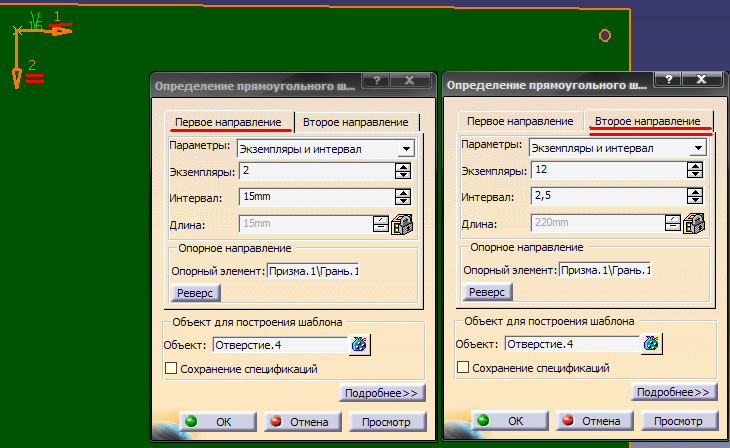 1
2
Определение прямоугольного ш...
?
X
Первое направление
Второе направление
Параметры:
Экземпляры и интервал
Экземпляры:
2
Интервал:
15mm
Длина:
15mm
Опорное направление
Опорный элемент:
Призма.1\Грань.1
Реверс
Объект для построения шаблона
Объект:
Отверстие.4
Сохранение спецификаций
Подробнее>>
ОК
Отмена
Просмотр
Определение прямоугольного ш...
?
X
Первое направление
Второе направление
Параметры:
Экземпляры и интервал
Экземпляры:
12
Интервал:
2,5
Длина:
220mm
Опорное направление
Опорный элемент:
Призма.1\Грань.1
Реверс
Объект для построения шаблона
Объект:
Отверстие.4
Сохранение спецификаций
Подробнее>>
ОК
Отмена
Просмотр